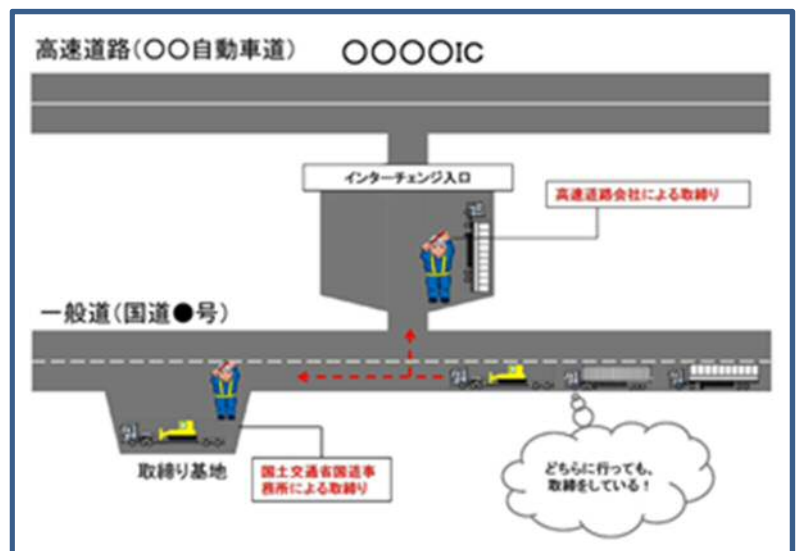 高速道路(〇〇自動車道)　〇〇〇〇IC
インターチェンジ入口
高速道路会社による取締り
一般道(国道●号)
取締り基地
国土交通省国道事
務所による取締り
どちらに行っても、
取締をしている！